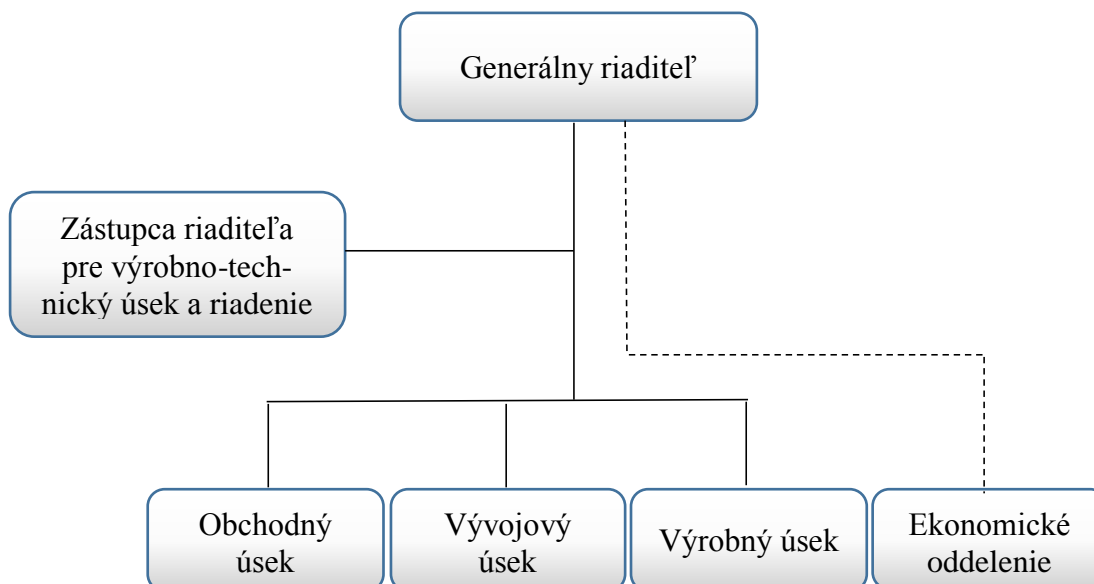 Generálny riaditeľ
Zástupca riaditeľa
pre výrobno-tech-
nický úsek a riadenie
Obchodný
úsek
Vývojový
úsek
Výrobný úsek
Ekonomické
oddelenie